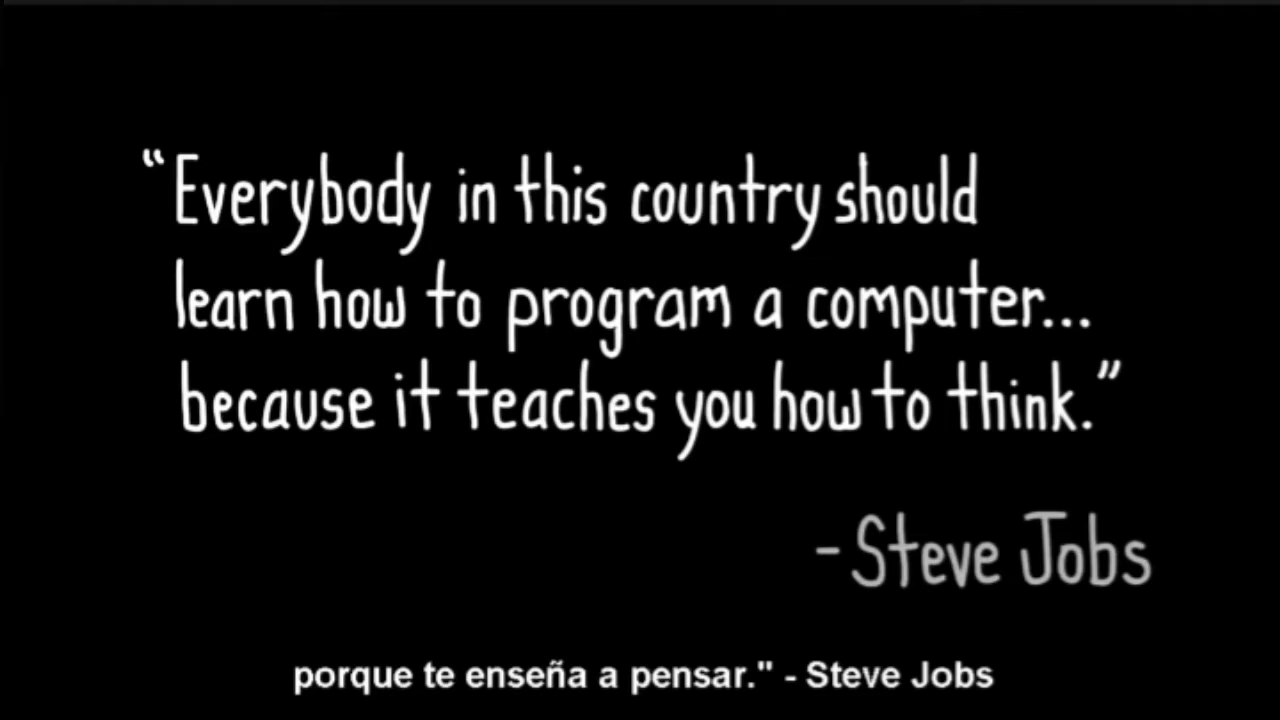 “Everybody in this country should
learn how to program a computer...
because it teaches you how to think.”
-Steve Jobs
porque te enseña a pensar." - Steve Jobs